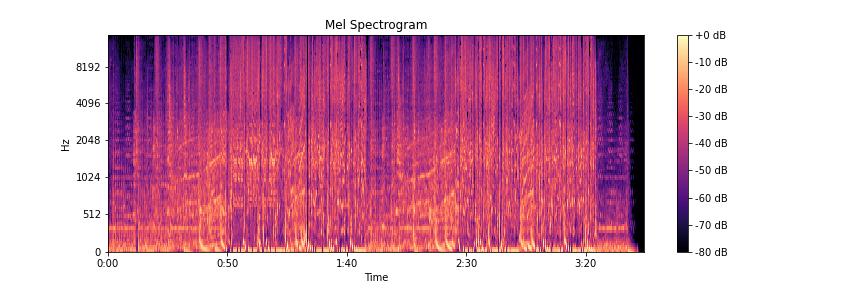 Mel Spectrogram
Hz
8192
4096
2048
1024
512
0
0:00 0:50 1:40 2:30 3:20
Time
+0 dB
-10 dB
-20 dB
-30 dB
-40 dB
-50 dB
-60 dB
-70 dB
-80 dB